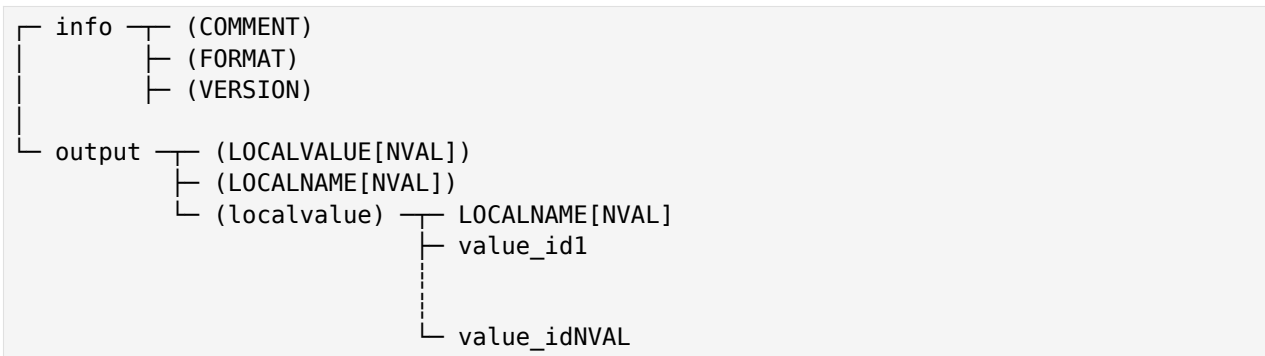 ┌─ info ─┬─ (COMMENT)
│        ├─ (FORMAT)
│        ├─ (VERSION)
│
└─ output ─┬─ (LOCALVALUE[NVAL])
           ├─ (LOCALNAME[NVAL])
           └─ (localvalue) ─┬─ LOCALNAME[NVAL]
                            ├─ value_id1
                            ┆
                            ┆
                            └─ value_idNVAL